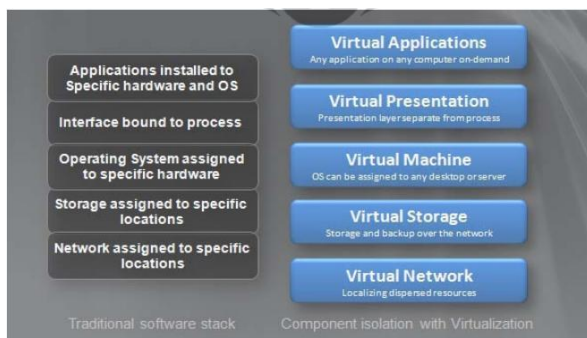 Applications installed to
Specific hardware and OS
Interface bound to process
Operating System assigned
to specific hardware
Storage assigned to specific
locations
Network assigned to specific
locations
Traditional software stack
Virtual Applications
Any application on any computer on-demand
Virtual Presentation
Presentation layer separate from process
Virtual Machine
OS can be assigned to any desktop or server
Virtual Storage
Storage and backup over the network
Virtual Network
Localizing dispersed resources
Component isolation with Virtualization